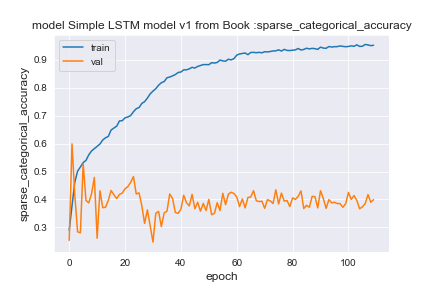 model Simple LSTM model v1 from Book :sparse_categorical_accuracy
train
val
0.9
0.8
0.7
0.6
0.5
0.4
0.3
sparse_categorical_accuracy
0 20 40 60 80 100
epoch